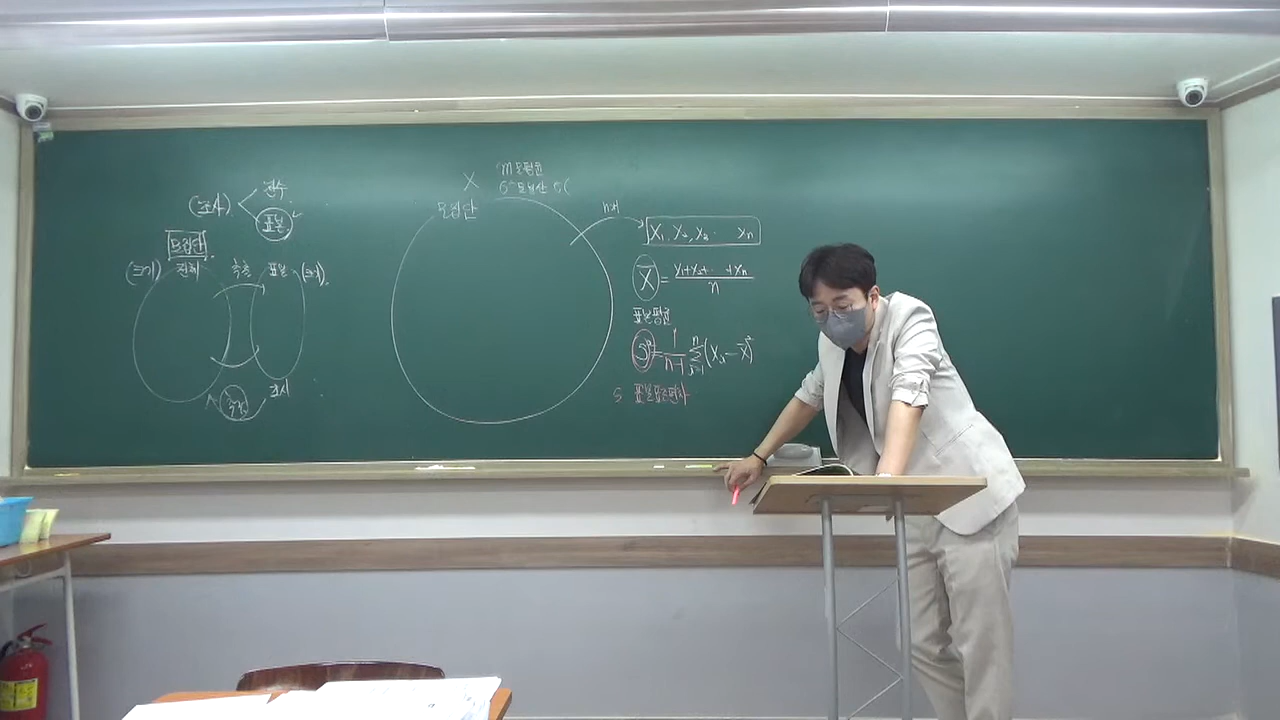 (조사)
전수
표본
모집단
(크기) 전체
추출
표본 (크기)
추정
조사
X
m 모평균
σ² 모분산 σ(
모집단
n개
X₁, X₂, X₃ ‥ Xₙ
X̄ = X₁+X₂+‥+Xₙ / n
표본평균
S² = 1/(n-1) Σ(Xᵢ - X̄)²
S 표본표준편차